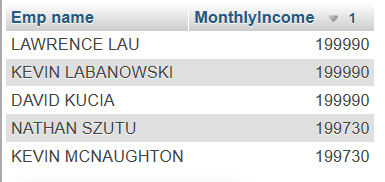 Emp name MonthlyIncome 1
LAWRENCE LAU 199990
KEVIN LABANOWSKI 199990
DAVID KUCIA 199990
NATHAN SZUTU 199730
KEVIN MCNAUGHTON 199730